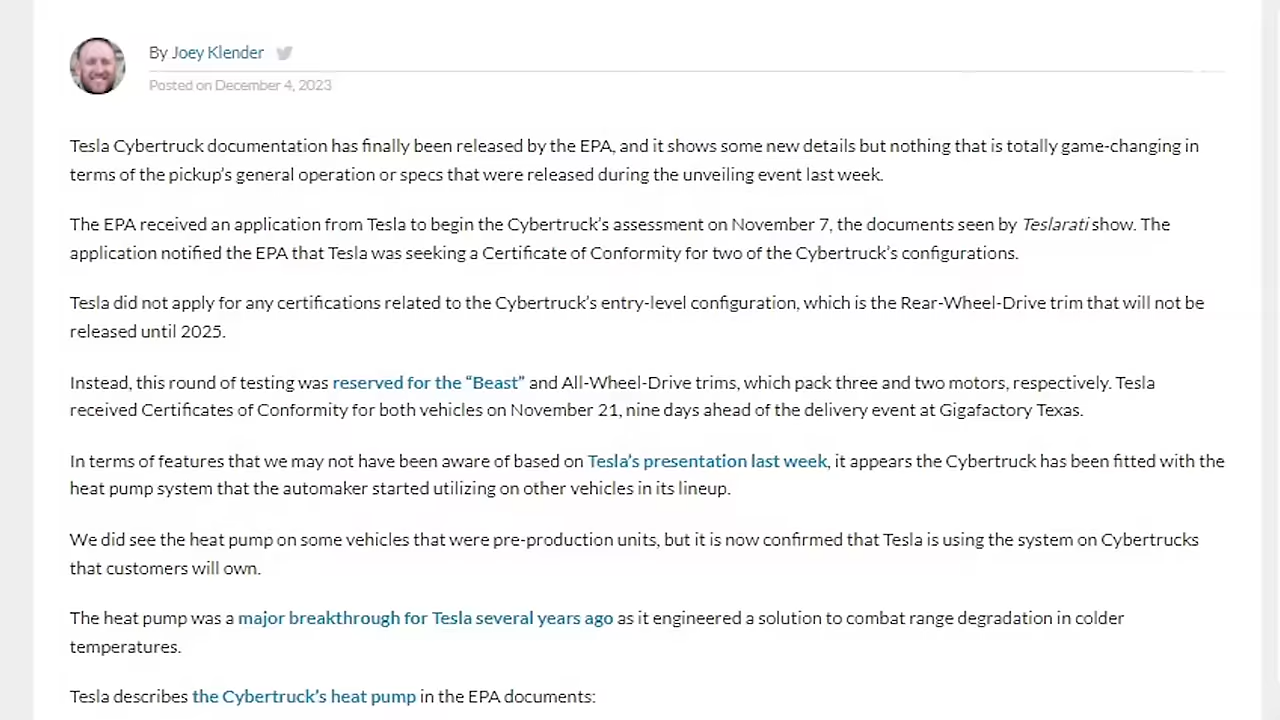 By Joey Klender
Posted on December 4, 2023
Tesla Cybertruck documentation has finally been released by the EPA, and it shows some new details but nothing that is totally game-changing in
terms of the pickup's general operation or specs that were released during the unveiling event last week.
The EPA received an application from Tesla to begin the Cybertruck's assessment on November 7, the documents seen by Teslarati show. The
application notified the EPA that Tesla was seeking a Certificate of Conformity for two of the Cybertruck's configurations.
Tesla did not apply for any certifications related to the Cybertruck's entry-level configuration, which is the Rear-Wheel-Drive trim that will not be
released until 2025.
Instead, this round of testing was reserved for the “Beast” and All-Wheel-Drive trims, which pack three and two motors, respectively. Tesla
received Certificates of Conformity for both vehicles on November 21, nine days ahead of the delivery event at Gigafactory Texas.
In terms of features that we may not have been aware of based on Tesla's presentation last week, it appears the Cybertruck has been fitted with the
heat pump system that the automaker started utilizing on other vehicles in its lineup.
We did see the heat pump on some vehicles that were pre-production units, but it is now confirmed that Tesla is using the system on Cybertrucks
that customers will own.
The heat pump was a major breakthrough for Tesla several years ago as it engineered a solution to combat range degradation in colder
temperatures.
Tesla describes the Cybertruck's heat pump in the EPA documents: